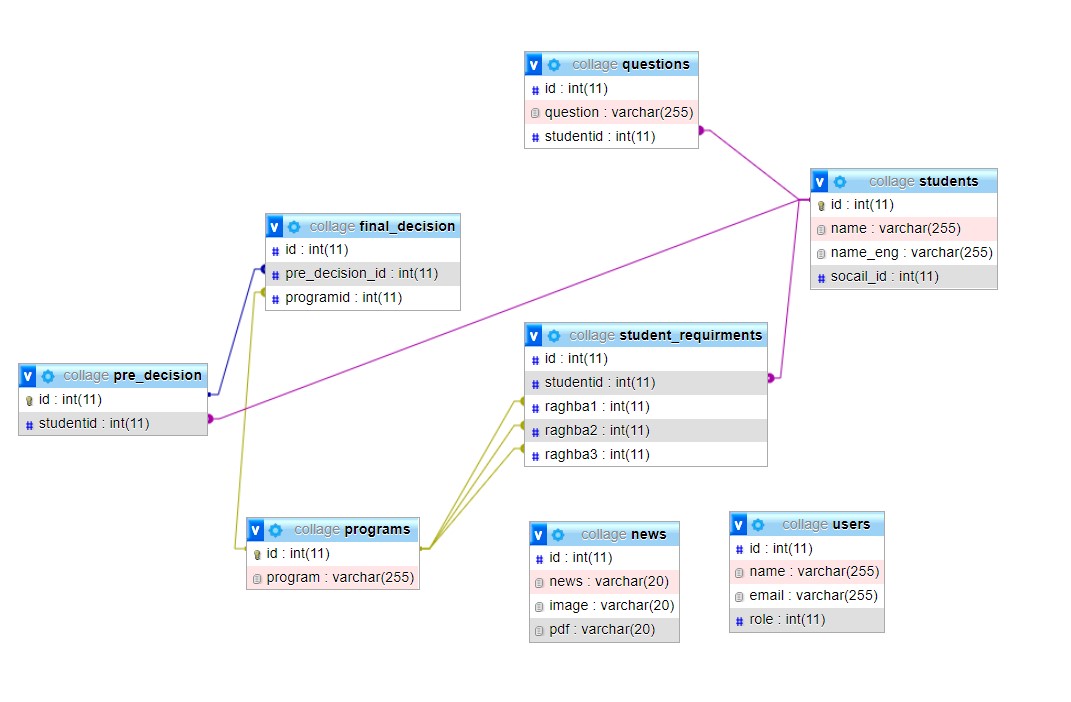 v collage questions
# id : int(11)
question : varchar(255)
# studentid : int(11)
v collage students
id : int(11)
name : varchar(255)
name_eng : varchar(255)
# socail_id : int(11)
v collage final_decision
# id : int(11)
# pre_decision_id : int(11)
# programid : int(11)
v collage student_requirments
# id : int(11)
# studentid : int(11)
# raghba1 : int(11)
# raghba2 : int(11)
# raghba3 : int(11)
v collage pre_decision
id : int(11)
# studentid : int(11)
v collage programs
id : int(11)
program : varchar(255)
v collage news
# id : int(11)
news : varchar(20)
image : varchar(20)
pdf : varchar(20)
v collage users
# id : int(11)
name : varchar(255)
email : varchar(255)
# role : int(11)